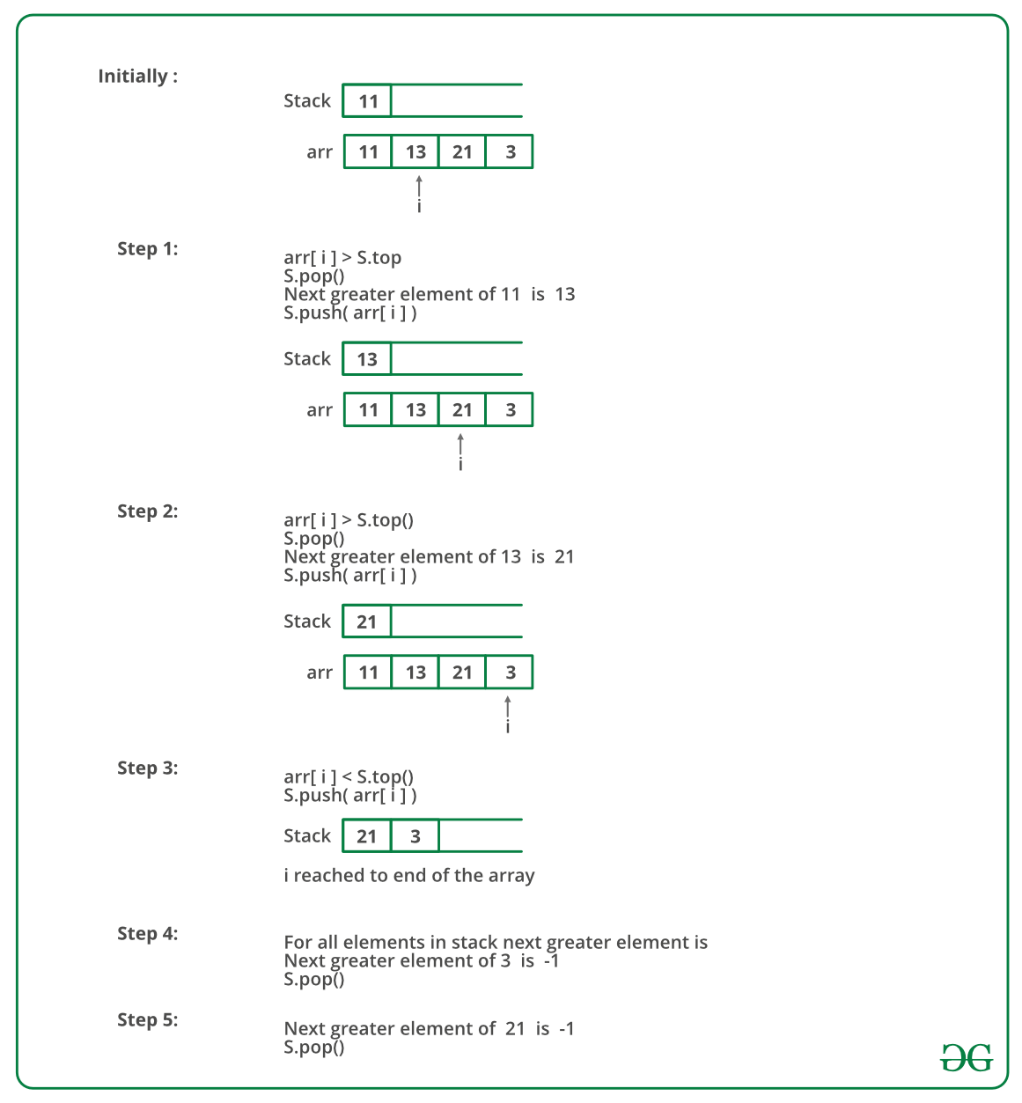 Initially :
Stack 11
arr 11 13 21 3
i
Step 1:
arr[ i ] > S.top
S.pop()
Next greater element of 11 is 13
S.push( arr[ i ] )
Stack 13
arr 11 13 21 3
i
Step 2:
arr[ i ] > S.top()
S.pop()
Next greater element of 13 is 21
S.push( arr[ i ] )
Stack 21
arr 11 13 21 3
i
Step 3:
arr[ i ] < S.top()
S.push( arr[ i ] )
Stack 21 3
i reached to end of the array
Step 4:
For all elements in stack next greater element is
Next greater element of 3 is -1
S.pop()
Step 5:
Next greater element of 21 is -1
S.pop()